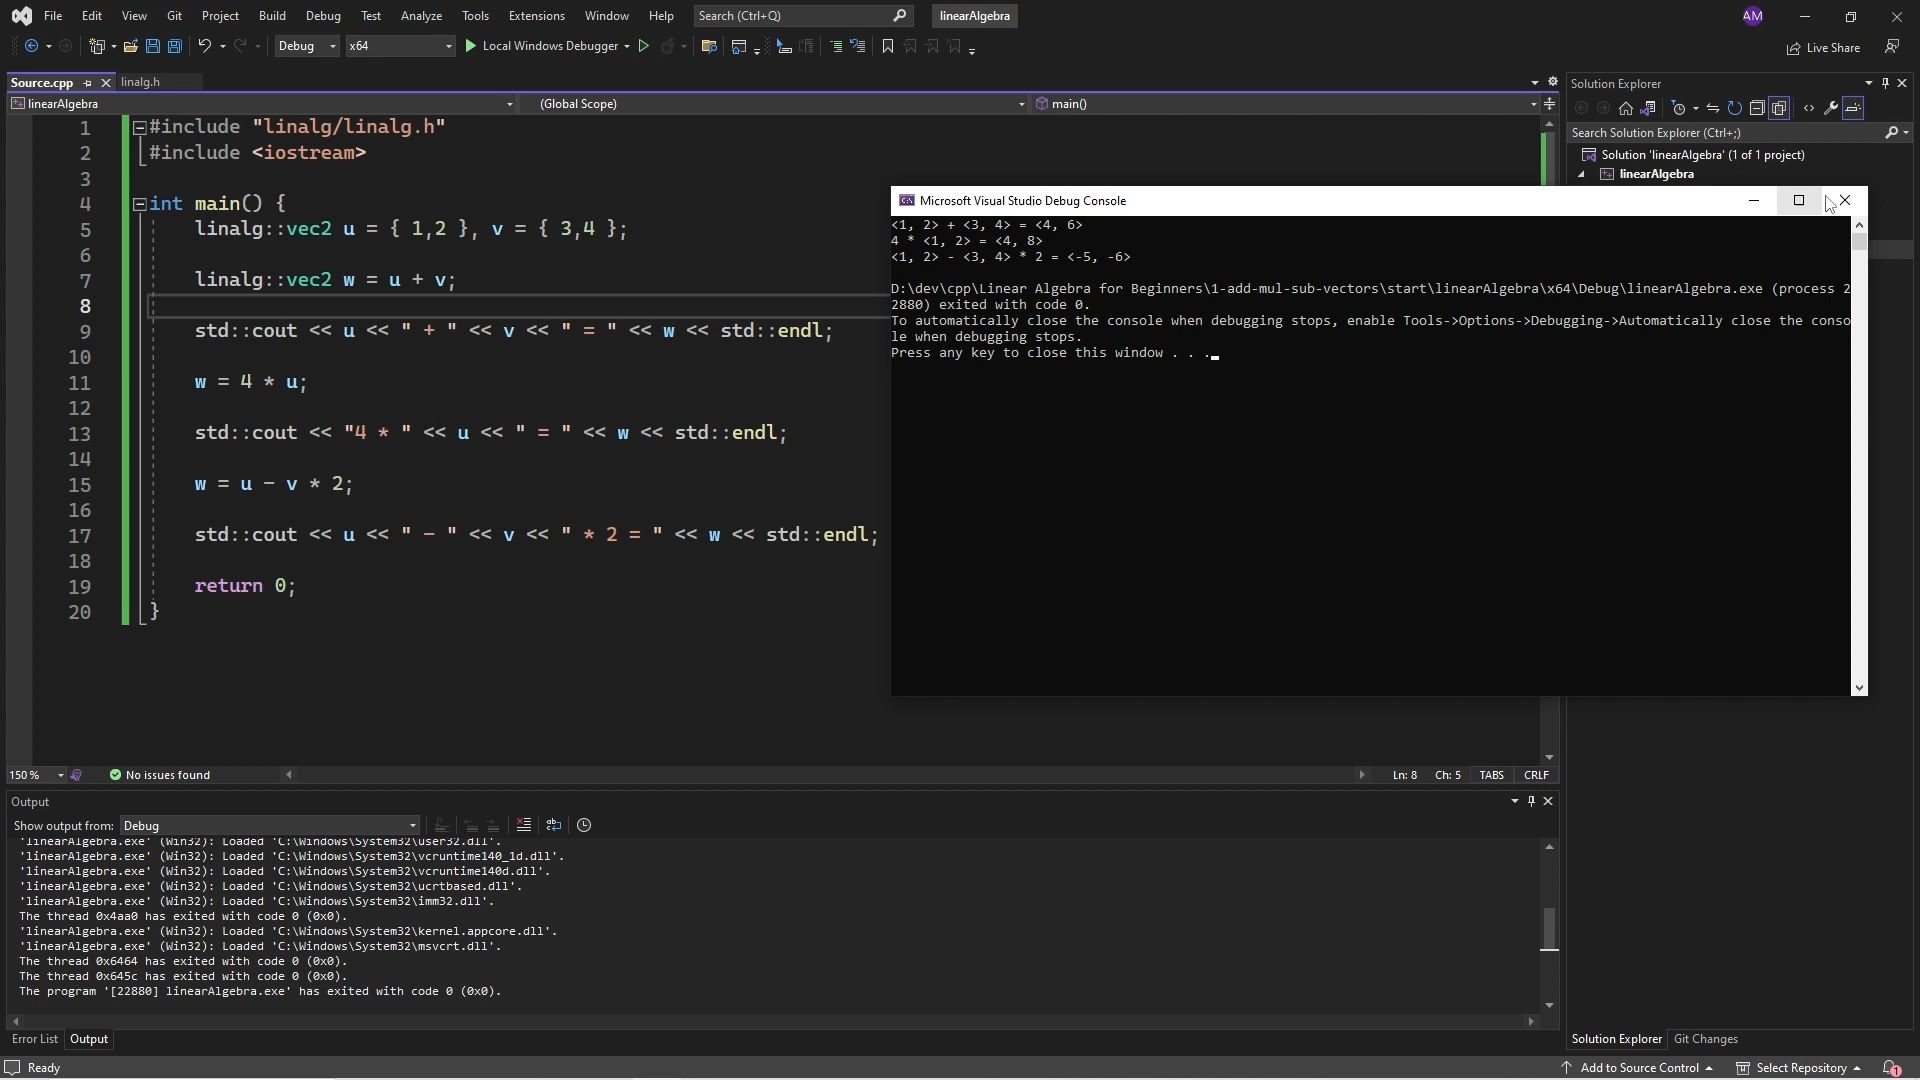 File Edit View Git Project Build Debug Test Analyze Tools Extensions Window Help Search (Ctrl+Q) linearAlgebra AM
Debug x64 Local Windows Debugger Live Share
Source.cpp linalg.h
linearAlgebra (Global Scope) main()
1 #include "linalg/linalg.h"
2 #include <iostream>
3
4 int main() {
5 linalg::vec2 u = { 1,2 }, v = { 3,4 };
6
7 linalg::vec2 w = u + v;
8
9 std::cout << u << " + " << v << " = " << w << std::endl;
10
11 w = 4 * u;
12
13 std::cout << "4 * " << u << " = " << w << std::endl;
14
15 w = u - v * 2;
16
17 std::cout << u << " - " << v << " * 2 = " << w << std::endl;
18
19 return 0;
20 }
Microsoft Visual Studio Debug Console
<1, 2> + <3, 4> = <4, 6>
4 * <1, 2> = <4, 8>
<1, 2> - <3, 4> * 2 = <-5, -6>
D:\dev\cpp\Linear Algebra for Beginners\1-add-mul-sub-vectors\start\linearAlgebra\x64\Debug\linearAlgebra.exe (process 2
2880) exited with code 0.
To automatically close the console when debugging stops, enable Tools->Options->Debugging->Automatically close the conso
le when debugging stops.
Press any key to close this window . . .
Solution Explorer
Search Solution Explorer (Ctrl+;)
Solution 'linearAlgebra' (1 of 1 project)
linearAlgebra
150 % No issues found Ln: 8 Ch: 5 TABS CRLF
Output
Show output from: Debug
'linearAlgebra.exe' (Win32): Loaded 'C:\Windows\System32\user32.dll'.
'linearAlgebra.exe' (Win32): Loaded 'C:\Windows\System32\vcruntime140_1d.dll'.
'linearAlgebra.exe' (Win32): Loaded 'C:\Windows\System32\vcruntime140d.dll'.
'linearAlgebra.exe' (Win32): Loaded 'C:\Windows\System32\ucrtbased.dll'.
'linearAlgebra.exe' (Win32): Loaded 'C:\Windows\System32\imm32.dll'.
The thread 0x4aa0 has exited with code 0 (0x0).
'linearAlgebra.exe' (Win32): Loaded 'C:\Windows\System32\kernel.appcore.dll'.
'linearAlgebra.exe' (Win32): Loaded 'C:\Windows\System32\msvcrt.dll'.
The thread 0x6464 has exited with code 0 (0x0).
The thread 0x645c has exited with code 0 (0x0).
The program '[22880] linearAlgebra.exe' has exited with code 0 (0x0).
Error List Output
Solution Explorer Git Changes
Ready Add to Source Control Select Repository 1